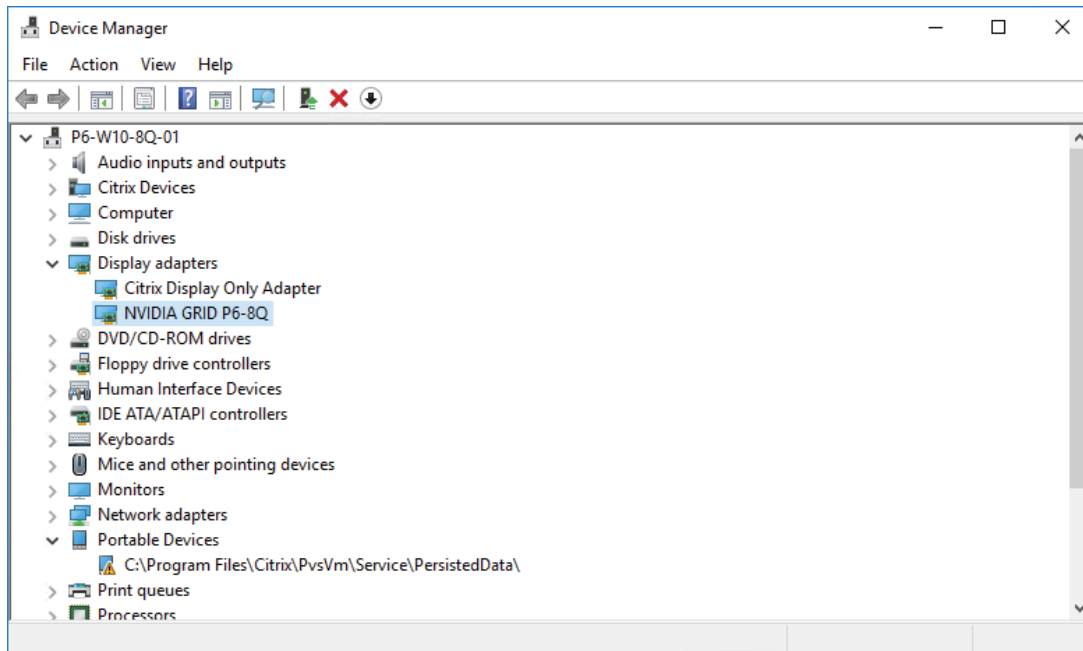 Device Manager
File Action View Help
P6-W10-8Q-01
Audio inputs and outputs
Citrix Devices
Computer
Disk drives
Display adapters
Citrix Display Only Adapter
NVIDIA GRID P6-8Q
DVD/CD-ROM drives
Floppy drive controllers
Human Interface Devices
IDE ATA/ATAPI controllers
Keyboards
Mice and other pointing devices
Monitors
Network adapters
Portable Devices
C:\Program Files\Citrix\PvsVm\Service\PersistedData\
Print queues
Processors